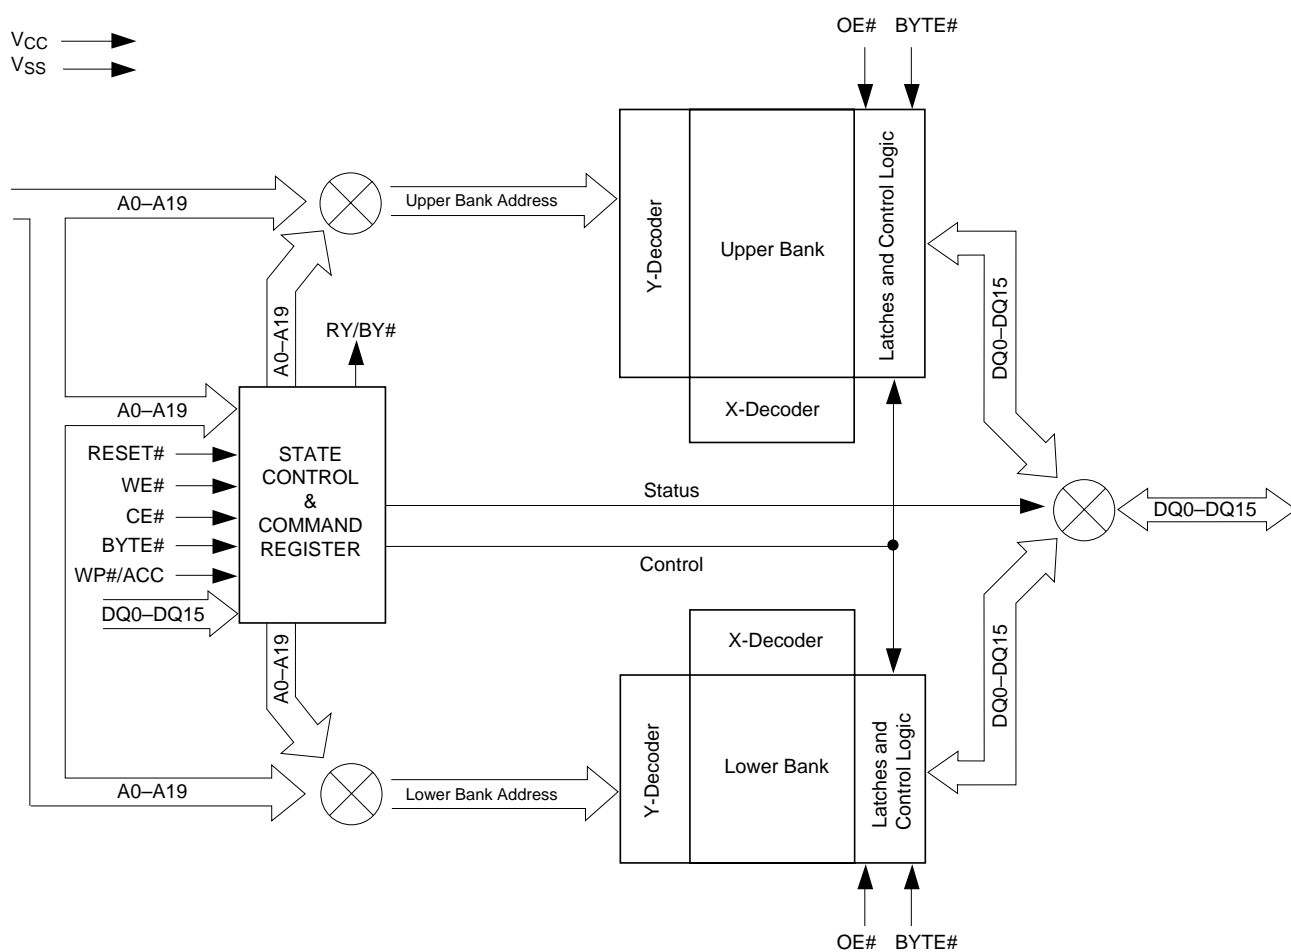 OE# BYTE#
VCC
VSS
A0–A19
Upper Bank Address
Y-Decoder
Upper Bank
Latches and Control Logic
X-Decoder
DQ0–DQ15
A0–A19
RY/BY#
A0–A19
RESET#
WE#
CE#
BYTE#
WP#/ACC
DQ0–DQ15
STATE
CONTROL
&
COMMAND
REGISTER
Status
Control
DQ0–DQ15
A0–A19
X-Decoder
DQ0–DQ15
A0–A19
Lower Bank Address
Y-Decoder
Lower Bank
Latches and
Control Logic
OE# BYTE#